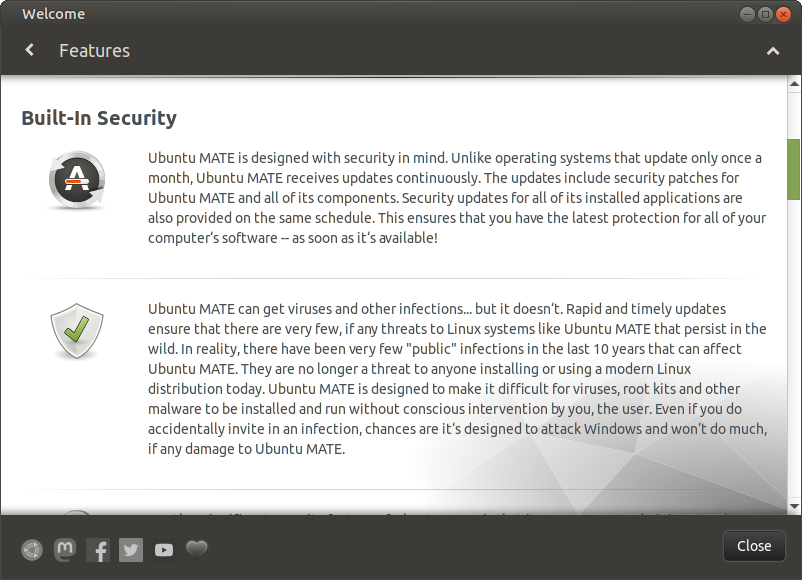 Welcome
Features
Built-In Security
Ubuntu MATE is designed with security in mind. Unlike operating systems that update only once a
month, Ubuntu MATE receives updates continuously. The updates include security patches for
Ubuntu MATE and all of its components. Security updates for all of its installed applications are
also provided on the same schedule. This ensures that you have the latest protection for all of your
computer‘s software -- as soon as it‘s available!
Ubuntu MATE can get viruses and other infections... but it doesn‘t. Rapid and timely updates
ensure that there are very few, if any threats to Linux systems like Ubuntu MATE that persist in the
wild. In reality, there have been very few "public" infections in the last 10 years that can affect
Ubuntu MATE. They are no longer a threat to anyone installing or using a modern Linux
distribution today. Ubuntu MATE is designed to make it difficult for viruses, root kits and other
malware to be installed and run without conscious intervention by you, the user. Even if you do
accidentally invite in an infection, chances are it‘s designed to attack Windows and won‘t do much,
if any damage to Ubuntu MATE.
Close